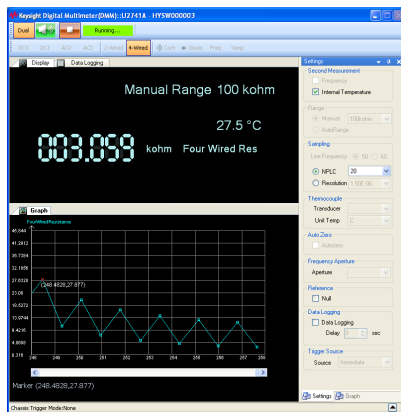 Keysight Digital Multimeter(DMM)::U2741A - HYSW000003
Dual Running...
DCV DCI ACV ACI 2-Wired 4-Wired Cont Diode Freq Temp
Display Data Logging
Manual Range 100 kohm
27.5 °C
003.059 kohm Four Wired Res
Graph
FourWiredResistance
46.844
41.2913
36.7384
32.1856
27.6328
23.08
18.5272
13.9744
9.4216
4.8688
0.316
(248.4828,27.877)
248 249 250 251 252 254 255 256 257 258 260
Marker (248.4828,27.877)
Chassis Trigger Mode:None
Settings
Second Measurement
Frequency
Internal Temperature
Range
Manual 100kohm
AutoRange
Sampling
Line Frequency 50 60
NPLC 20
Resolution 1.50E-06
Thermocouple
Transducer
Unit Temp C
Auto Zero
Autozero
Frequency Aperture
Aperture
Reference
Null
Data Logging
Data Logging
Delay 0 sec
Trigger Source
Source Immediate
Settings Graph